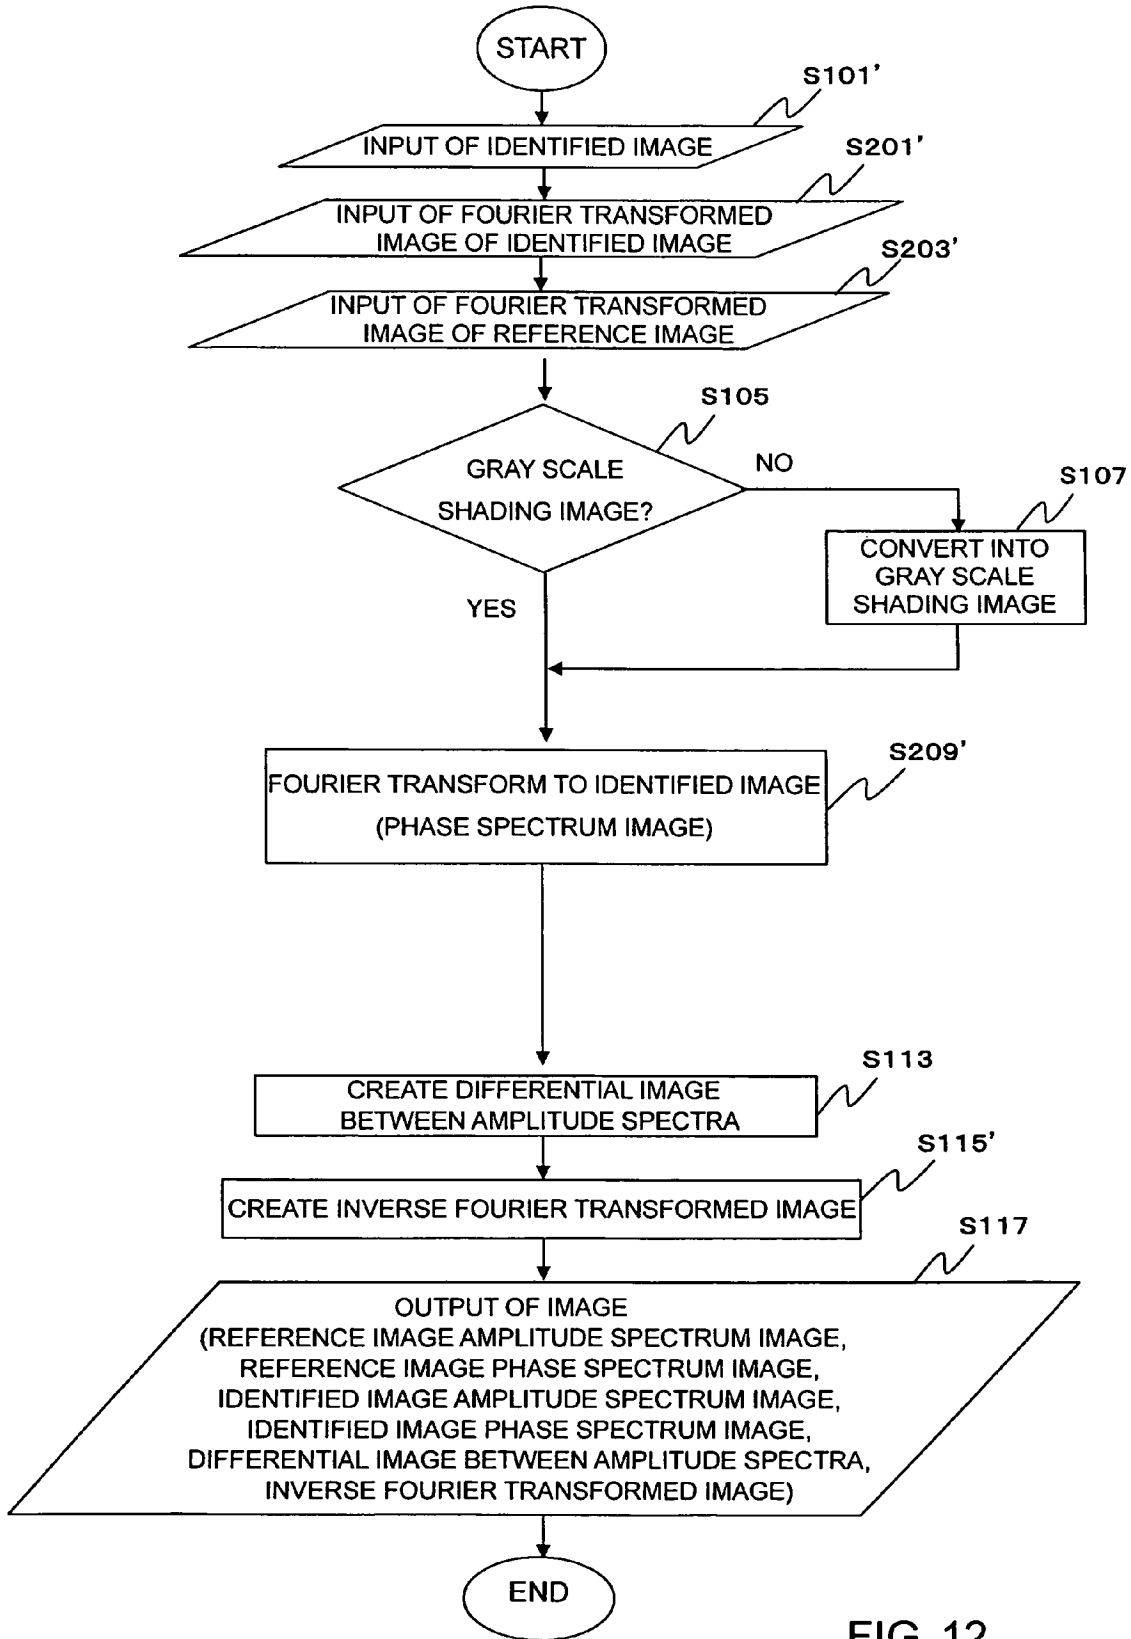 START
S101'
INPUT OF IDENTIFIED IMAGE
S201'
INPUT OF FOURIER TRANSFORMED
IMAGE OF IDENTIFIED IMAGE
S203'
INPUT OF FOURIER TRANSFORMED
IMAGE OF REFERENCE IMAGE
S105
GRAY SCALE
SHADING IMAGE?
NO
S107
CONVERT INTO
GRAY SCALE
SHADING IMAGE
YES
S209'
FOURIER TRANSFORM TO IDENTIFIED IMAGE
(PHASE SPECTRUM IMAGE)
S113
CREATE DIFFERENTIAL IMAGE
BETWEEN AMPLITUDE SPECTRA
S115'
CREATE INVERSE FOURIER TRANSFORMED IMAGE
S117
OUTPUT OF IMAGE
(REFERENCE IMAGE AMPLITUDE SPECTRUM IMAGE,
REFERENCE IMAGE PHASE SPECTRUM IMAGE,
IDENTIFIED IMAGE AMPLITUDE SPECTRUM IMAGE,
IDENTIFIED IMAGE PHASE SPECTRUM IMAGE,
DIFFERENTIAL IMAGE BETWEEN AMPLITUDE SPECTRA,
INVERSE FOURIER TRANSFORMED IMAGE)
END
FIG. 12